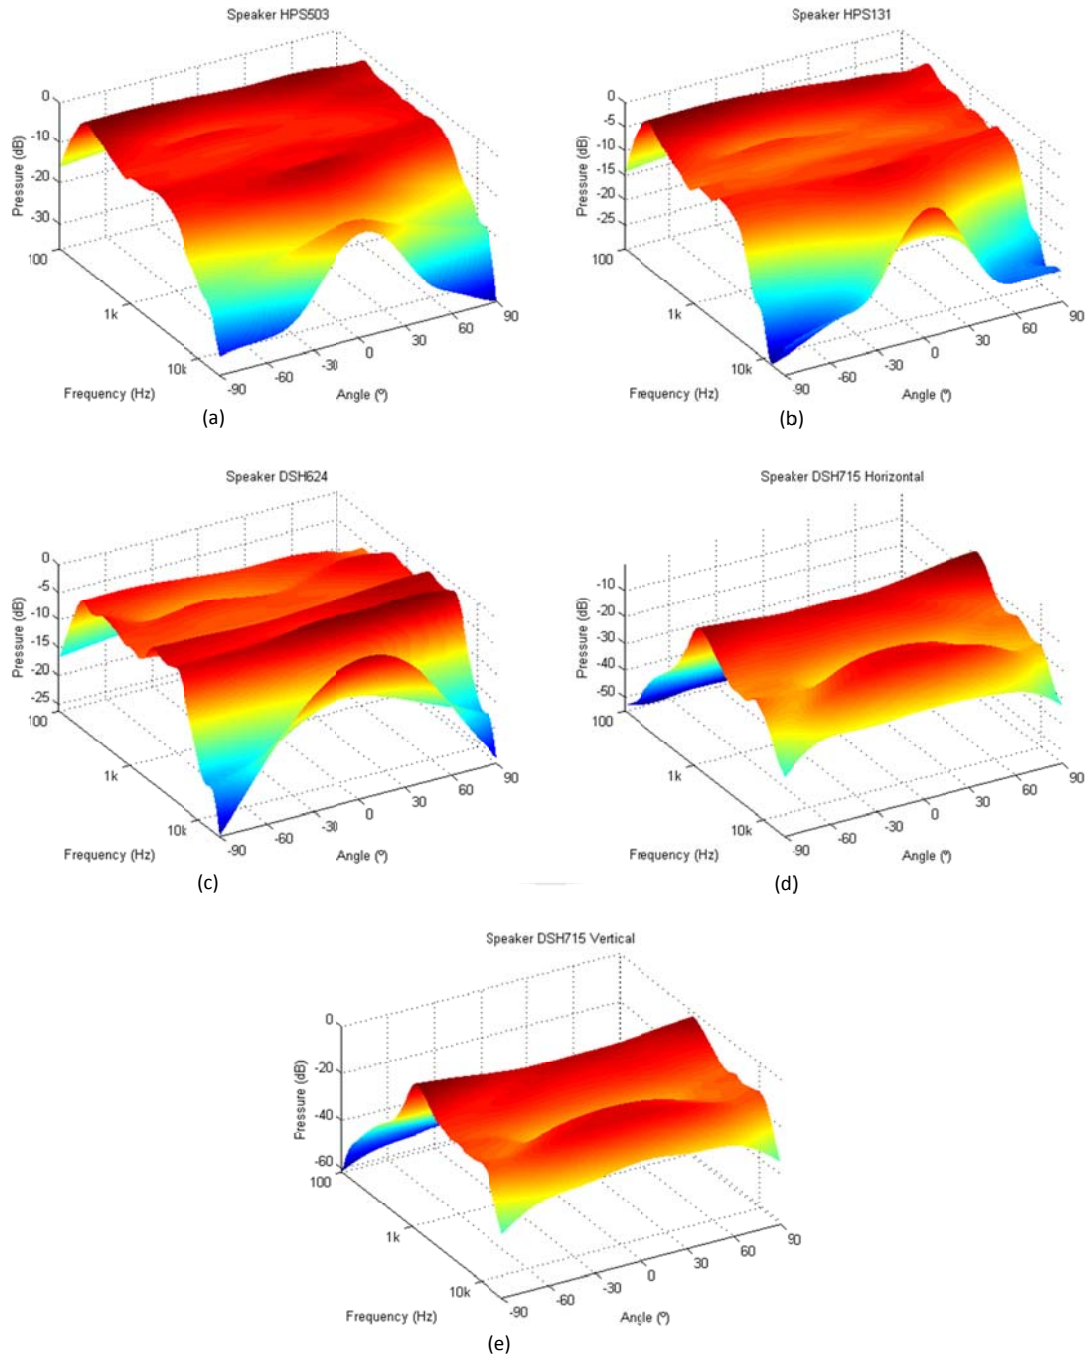 Speaker HPS503
0
-10
-20
-30
Pressure (dB)
100
1k
10k
Frequency (Hz)
-90
-60
-30
0
30
60
90
Angle (º)
(a)
Speaker HPS131
0
-5
-10
-15
-20
-25
Pressure (dB)
100
1k
10k
Frequency (Hz)
-90
-60
-30
0
30
60
90
Angle (º)
(b)
Speaker DSH624
0
-5
-10
-15
-20
-25
Pressure (dB)
100
1k
10k
Frequency (Hz)
-90
-60
-30
0
30
60
90
Angle (º)
(c)
Speaker DSH715 Horizontal
-10
-20
-30
-40
-50
Pressure (dB)
100
1k
10k
Frequency (Hz)
-90
-60
-30
0
30
60
90
Angle (º)
(d)
Speaker DSH715 Vertical
0
-20
-40
-60
Pressure (dB)
100
1k
10k
Frequency (Hz)
-90
-60
-30
0
30
60
90
Angle (º)
(e)